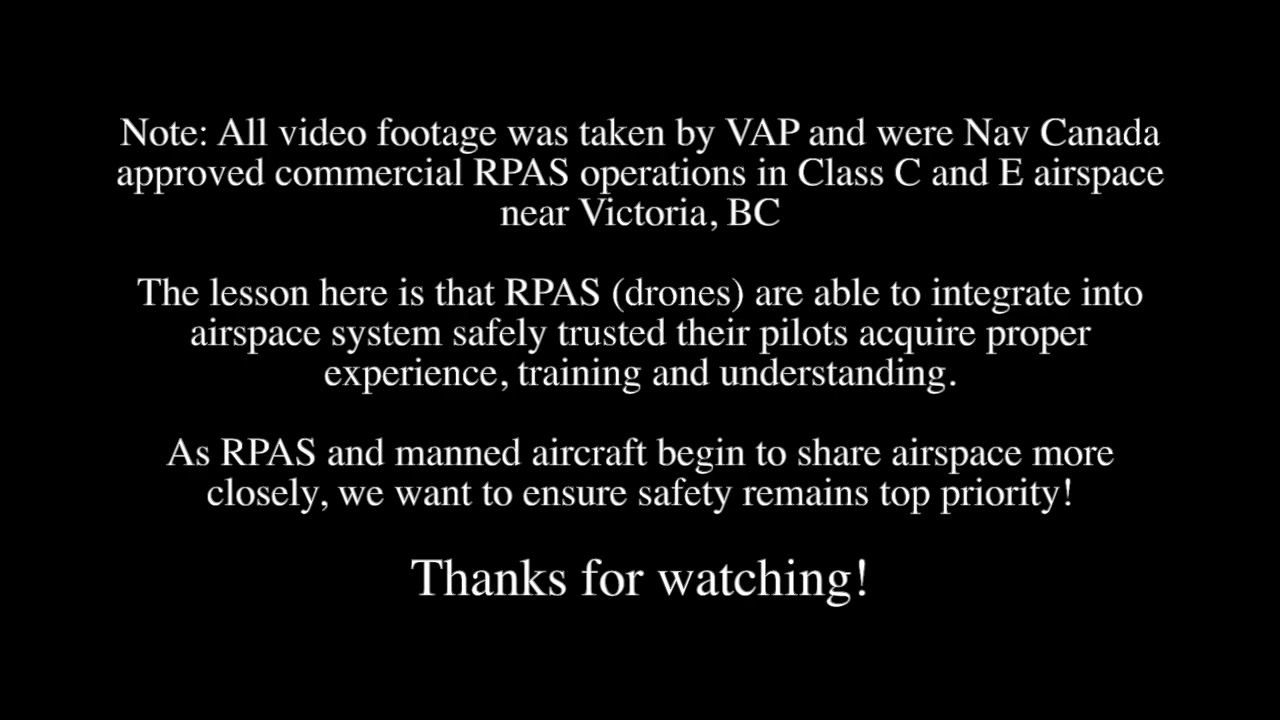 Note: All video footage was taken by VAP and were Nav Canada
approved commercial RPAS operations in Class C and E airspace
near Victoria, BC
The lesson here is that RPAS (drones) are able to integrate into
airspace system safely trusted their pilots acquire proper
experience, training and understanding.
As RPAS and manned aircraft begin to share airspace more
closely, we want to ensure safety remains top priority!
Thanks for watching!